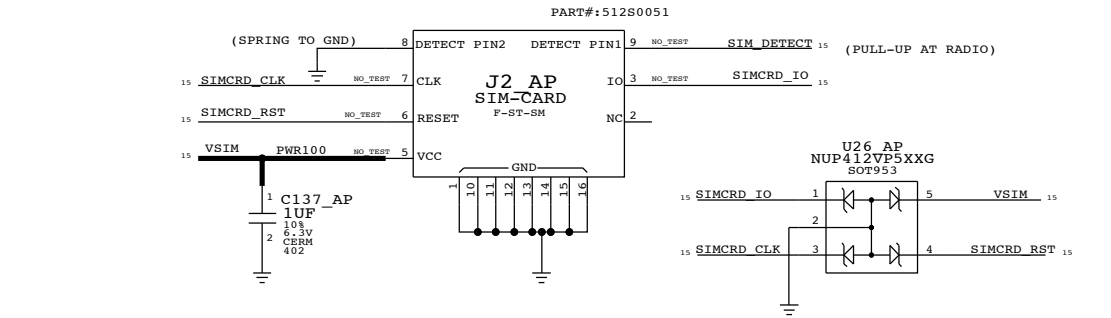 PART#:512S0051
(SPRING TO GND)
8 DETECT PIN2 DETECT PIN1 9 NO_TEST SIM_DETECT 15 (PULL-UP AT RADIO)
15 SIMCRD_CLK NO_TEST 7 CLK J2_AP IO 3 NO_TEST SIMCRD_IO 15
SIM-CARD
F-ST-SM
15 SIMCRD_RST NO_TEST 6 RESET NC 2
15 VSIM PWR100 NO_TEST 5 VCC
GND
1 10 11 12 13 14 15 16
1 C137_AP
1UF
10%
6.3V
CERM
402
2
U26_AP
NUP412VP5XXG
SOT953
15 SIMCRD_IO 1 5 VSIM 15
2
15 SIMCRD_CLK 3 4 SIMCRD_RST 15